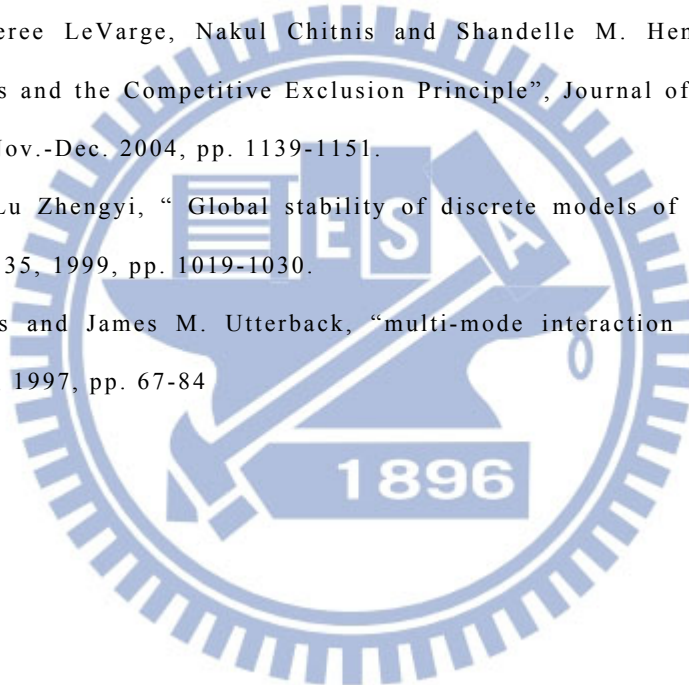 eree LeVarge, Nakul Chitnis and Shandelle M. Hen
s and the Competitive Exclusion Principle”, Journal of
Nov.-Dec. 2004, pp. 1139-1151.
Lu Zhengyi, “ Global stability of discrete models of
35, 1999, pp. 1019-1030.
s and James M. Utterback, “multi-mode interaction
1997, pp. 67-84
E S A
1896